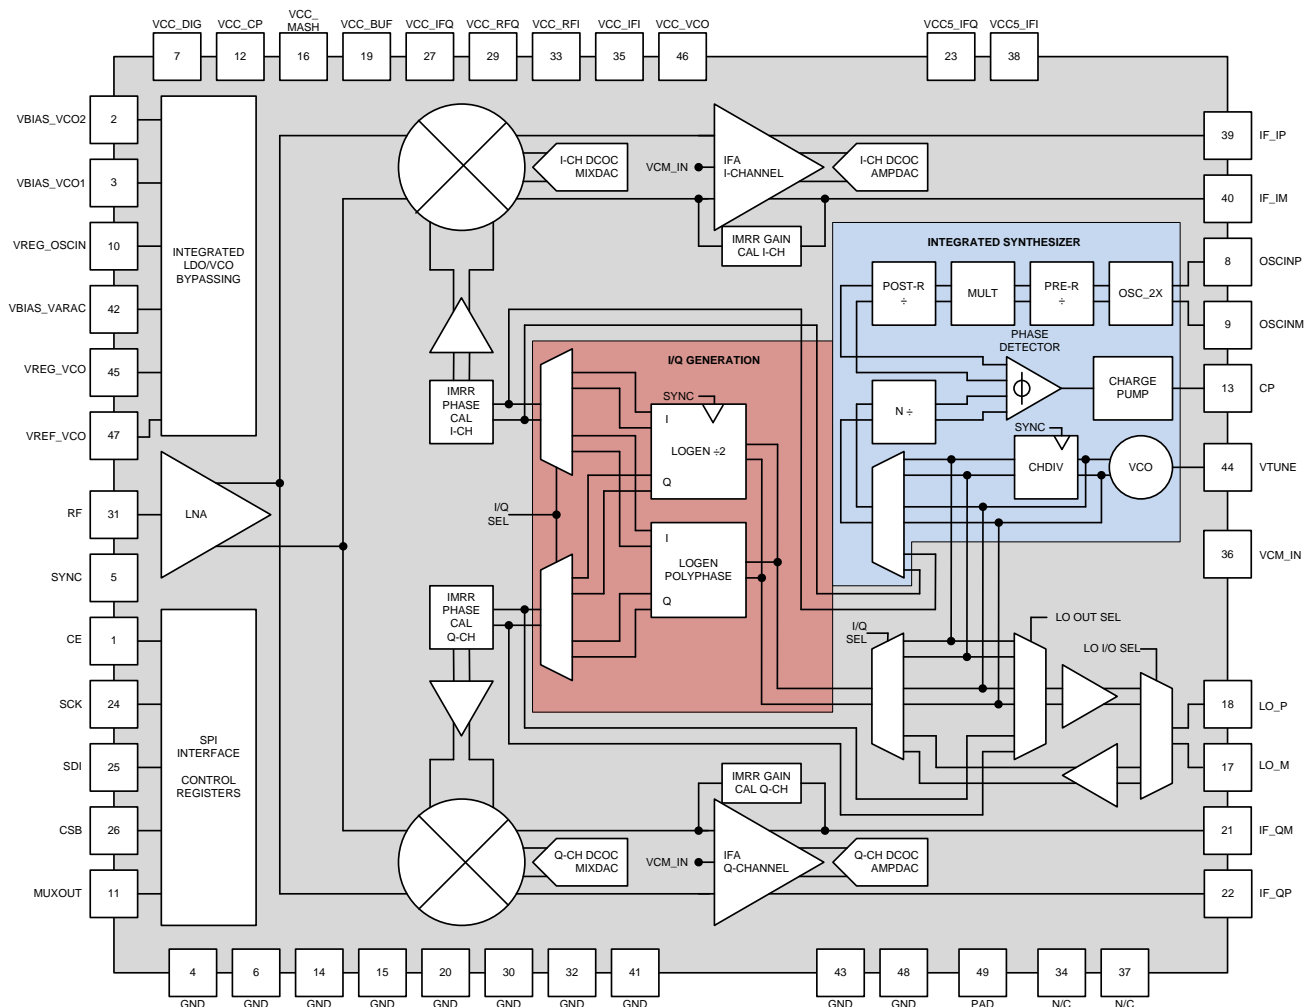 VCC_DIG
VCC_CP
VCC_
MASH
VCC_BUF
VCC_IFQ
VCC_RFQ
VCC_RFI
VCC_IFI
VCC_VCO
VCC5_IFQ
VCC5_IFI
7
12
16
19
27
29
33
35
46
23
38
VBIAS_VCO2
2
VBIAS_VCO1
3
VREG_OSCIN
10
VBIAS_VARAC
42
VREG_VCO
45
VREF_VCO
47
RF
31
SYNC
5
CE
1
SCK
24
SDI
25
CSB
26
MUXOUT
11
INTEGRATED
LDO/VCO
BYPASSING
LNA
SPI
INTERFACE
CONTROL
REGISTERS
I-CH DCOC
MIXDAC
VCM_IN
IFA
I-CHANNEL
I-CH DCOC
AMPDAC
IMRR GAIN
CAL I-CH
IMRR
PHASE
CAL
I-CH
I/Q GENERATION
SYNC
I
LOGEN ÷2
Q
I/Q
SEL
I
LOGEN
POLYPHASE
Q
IMRR
PHASE
CAL
Q-CH
INTEGRATED SYNTHESIZER
POST-R
÷
MULT
PRE-R
÷
OSC_2X
PHASE
DETECTOR
N ÷
CHARGE
PUMP
SYNC
CHDIV
VCO
I/Q
SEL
LO OUT SEL
LO I/O SEL
IMRR GAIN
CAL Q-CH
Q-CH DCOC
MIXDAC
VCM_IN
IFA
Q-CHANNEL
Q-CH DCOC
AMPDAC
39
IF_IP
40
IF_IM
8
OSCINP
9
OSCINM
13
CP
44
VTUNE
36
VCM_IN
18
LO_P
17
LO_M
21
IF_QM
22
IF_QP
4
6
14
15
20
30
32
41
43
48
49
34
37
GND
GND
GND
GND
GND
GND
GND
GND
GND
GND
PAD
N/C
N/C